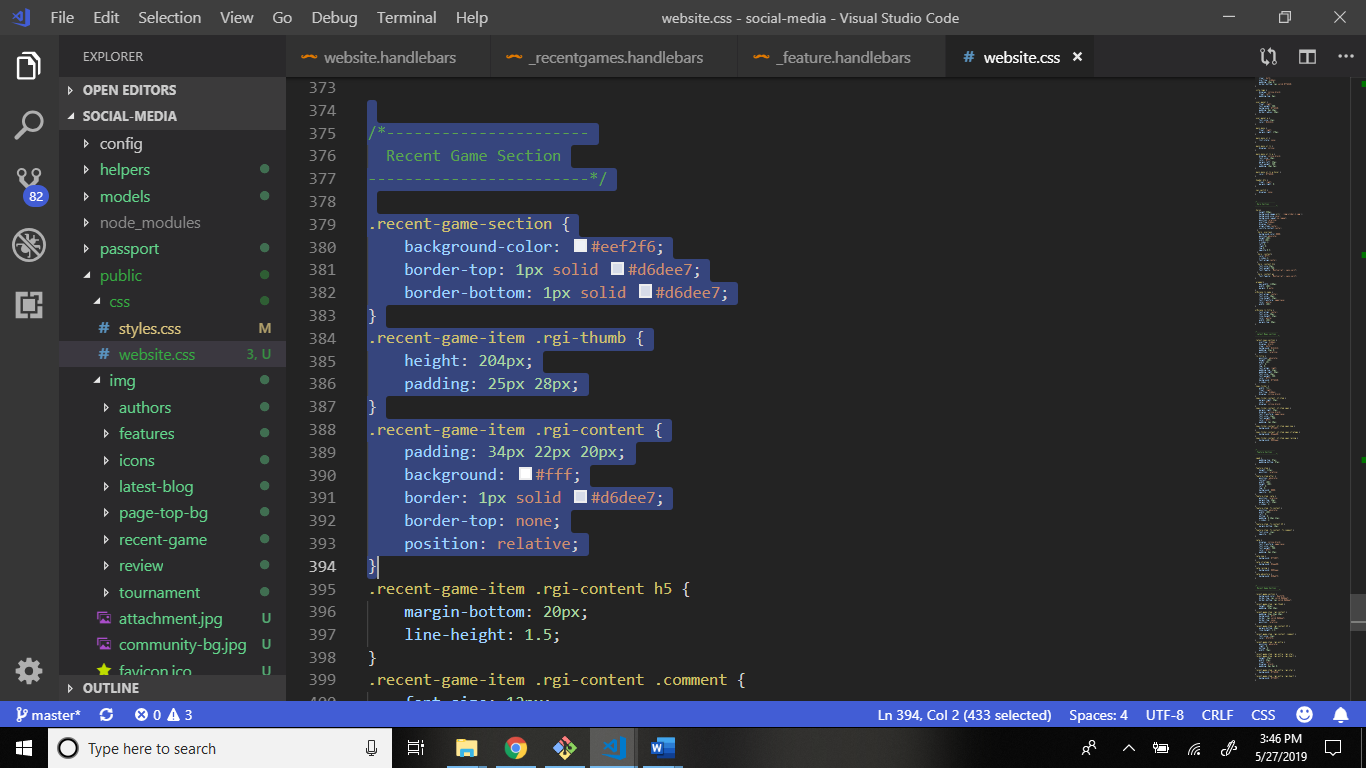 File Edit Selection View Go Debug Terminal Help
website.css - social-media - Visual Studio Code
EXPLORER
website.handlebars
_recentgames.handlebars
_feature.handlebars
# website.css ×
OPEN EDITORS
SOCIAL-MEDIA
config
helpers
models
node_modules
passport
public
css
# styles.css M
# website.css 3, U
img
authors
features
icons
latest-blog
page-top-bg
recent-game
review
tournament
attachment.jpg U
community-bg.jpg U
favicon.ico U
OUTLINE
82
373
374
375 /*----------------------
376   Recent Game Section
377 ------------------------*/
378
379 .recent-game-section {
380     background-color: #eef2f6;
381     border-top: 1px solid #d6dee7;
382     border-bottom: 1px solid #d6dee7;
383 }
384 .recent-game-item .rgi-thumb {
385     height: 204px;
386     padding: 25px 28px;
387 }
388 .recent-game-item .rgi-content {
389     padding: 34px 22px 20px;
390     background: #fff;
391     border: 1px solid #d6dee7;
392     border-top: none;
393     position: relative;
394 }
395 .recent-game-item .rgi-content h5 {
396     margin-bottom: 20px;
397     line-height: 1.5;
398 }
399 .recent-game-item .rgi-content .comment {
400     font-size: 12px;
master* 0 3
Ln 394, Col 2 (433 selected) Spaces: 4 UTF-8 CRLF CSS
Type here to search
3:46 PM
5/27/2019